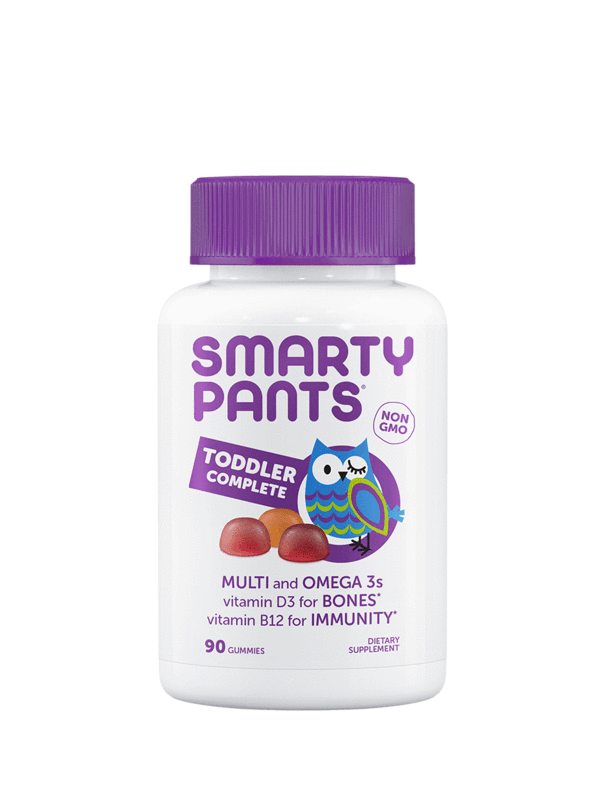 SMARTY
PANTS®
NON
GMO
TODDLER
COMPLETE
MULTI and OMEGA 3s
vitamin D3 for BONES*
vitamin B12 for IMMUNITY*
90 GUMMIES
DIETARY
SUPPLEMENT